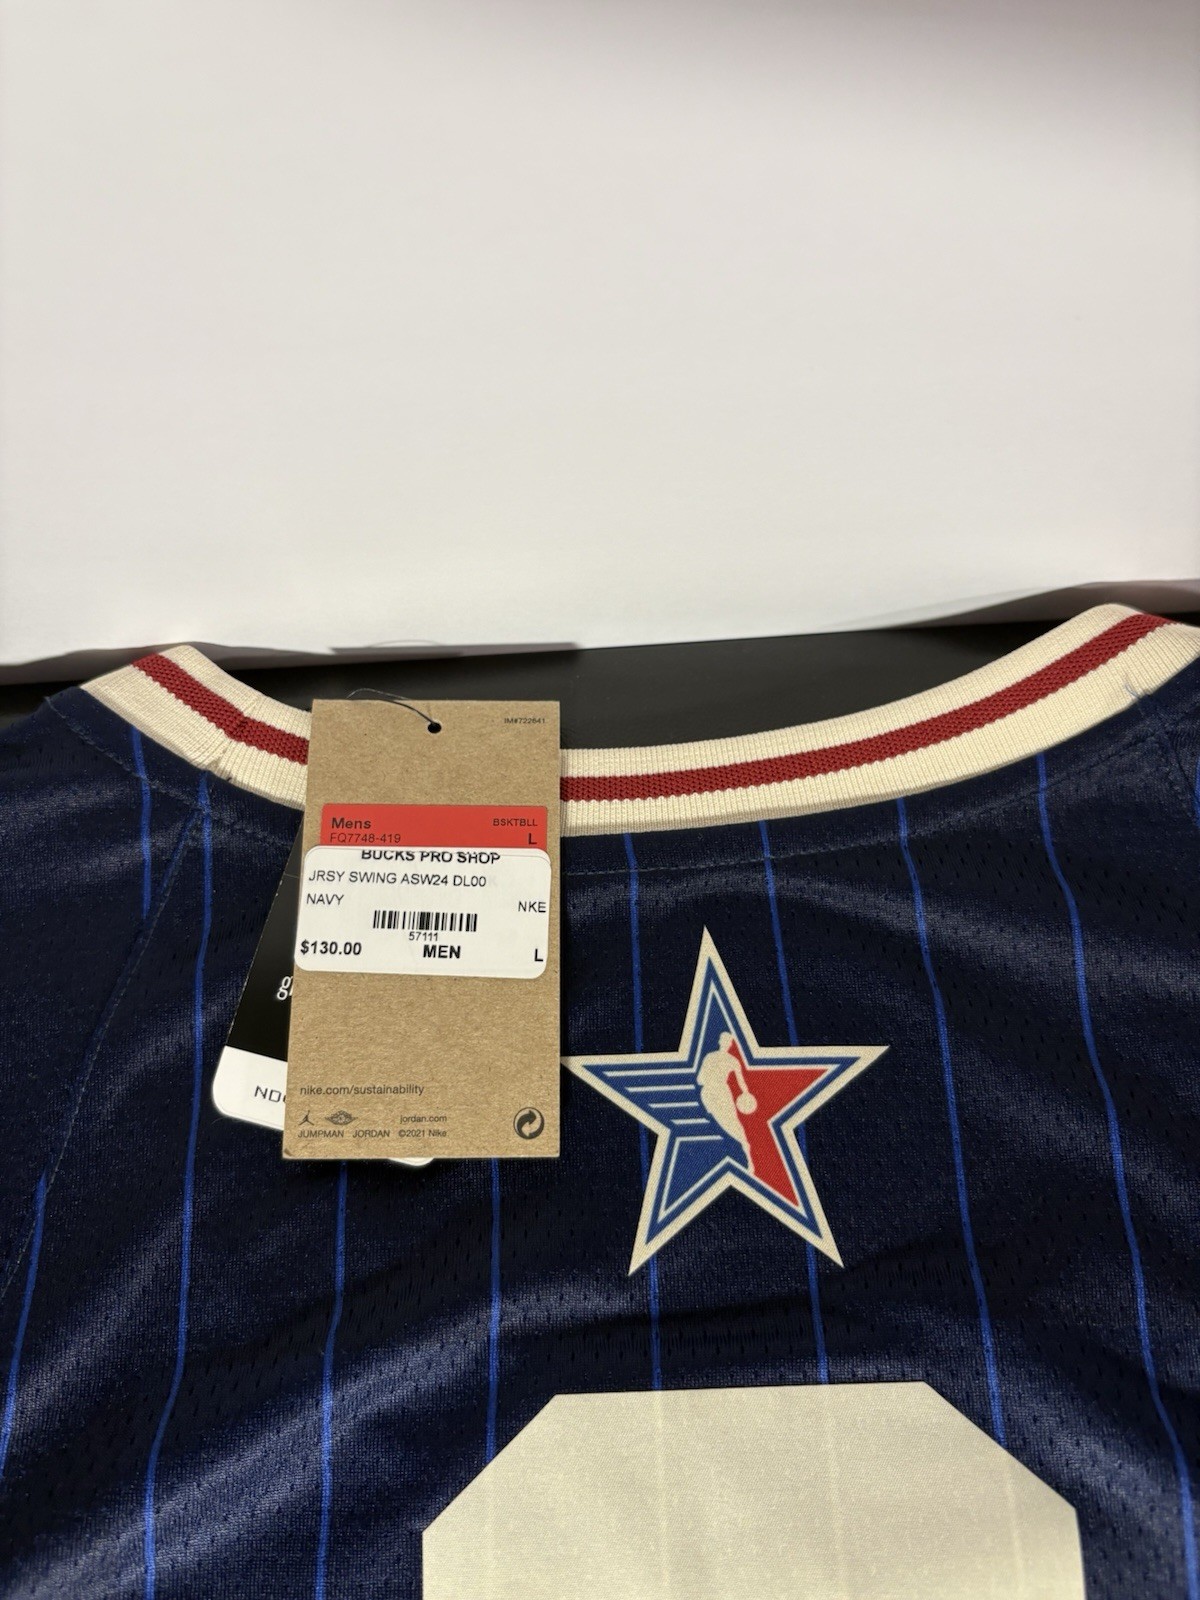 IM#722641
Mens BSKTBLL
FQ7748-419 L
BUCKS PRO SHOP
JRSY SWING ASW24 DL00
NAVY NKE
57111
$130.00 MEN L
nike.com/sustainability
jordan.com
JUMPMAN JORDAN ©2021 Nike.